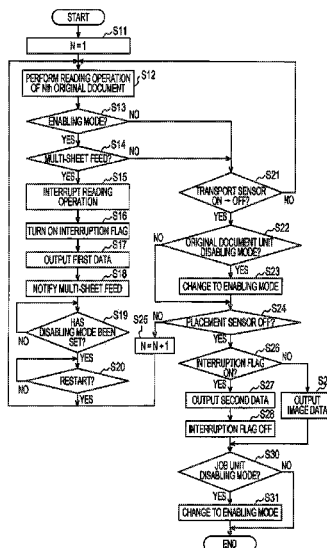 START
S11
N = 1
S12
PERFORM READING OPERATION
OF Nth ORIGINAL DOCUMENT
S13
ENABLING MODE?
NO
YES
S14
MULTI-SHEET FEED?
NO
YES
S15
INTERRUPT READING
OPERATION
S16
TURN ON INTERRUPTION FLAG
S17
OUTPUT FIRST DATA
S18
NOTIFY MULTI-SHEET FEED
S19
HAS
DISABLING MODE BEEN
SET?
NO
YES
S20
RESTART?
NO
YES
S21
TRANSPORT SENSOR
ON → OFF?
NO
YES
S22
ORIGINAL DOCUMENT UNIT
DISABLING MODE?
NO
YES
S23
CHANGE TO ENABLING MODE
S24
PLACEMENT SENSOR OFF?
NO
YES
S25
N = N + 1
S26
INTERRUPTION FLAG
ON?
NO
YES
S27
OUTPUT SECOND DATA
S28
INTERRUPTION FLAG OFF
OUTPUT
IMAGE DATA
S30
JOB UNIT
DISABLING MODE?
NO
YES
S31
CHANGE TO ENABLING MODE
END